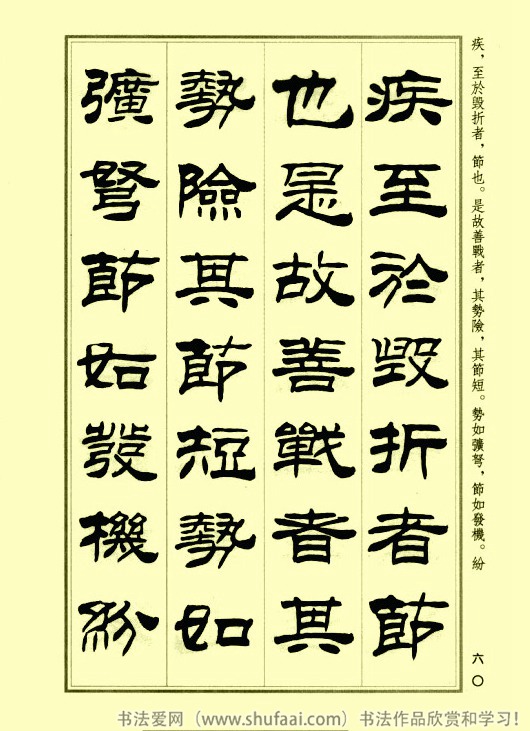 疾，至於毀折者，節也。是故善戰者，其勢險，其節短。勢如彍弩，節如發機。紛
疾至於毀折者節
也是故善戰者其
勢險其節短勢如
彍弩節如發機紛
六〇
书法爱网（www.shufaai.com）书法作品欣赏和学习！